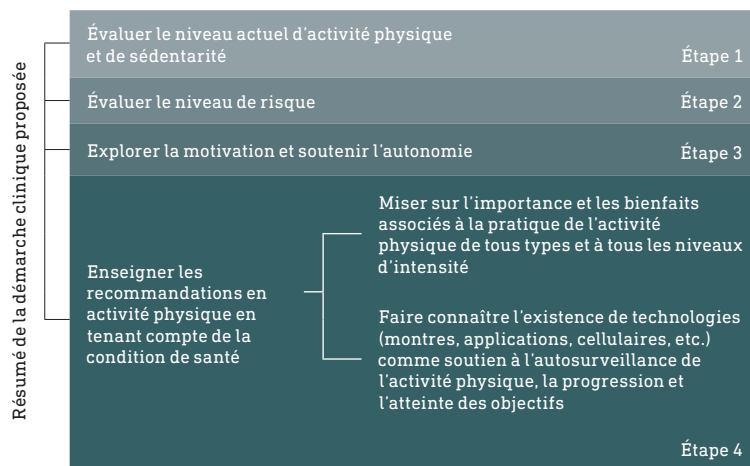 Résumé de la démarche clinique proposée
Évaluer le niveau actuel d'activité physique
et de sédentarité
Étape 1
Évaluer le niveau de risque
Étape 2
Explorer la motivation et soutenir l'autonomie
Étape 3
Enseigner les
recommandations en
activité physique en
tenant compte de la
condition de santé
Miser sur l'importance et les bienfaits
associés à la pratique de l'activité
physique de tous types et à tous les niveaux
d'intensité
Faire connaître l'existence de technologies
(montres, applications, cellulaires, etc.)
comme soutien à l'autosurveillance de
l'activité physique, la progression et
l'atteinte des objectifs
Étape 4